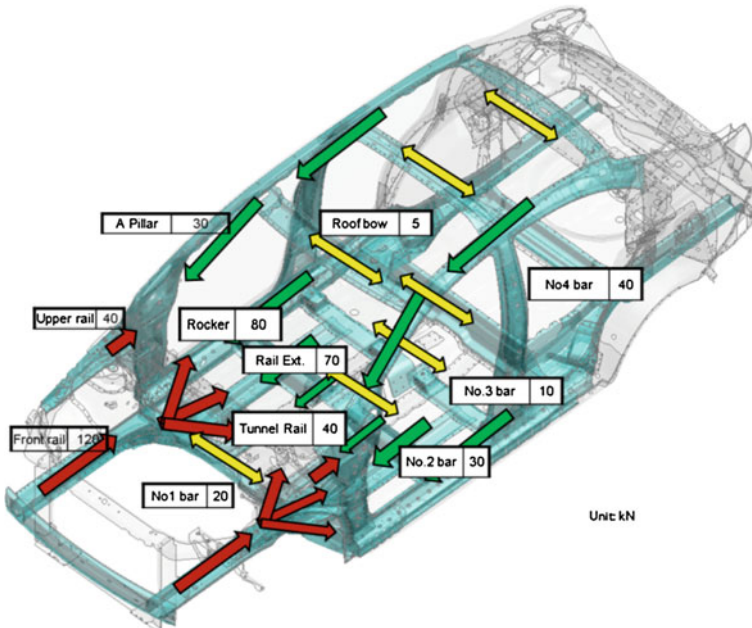 A Pillar 30
Roof bow 5
No4 bar 40
Upper rail 40
Rocker 80
Rail Ext. 70
No.3 bar 10
Tunnel Rail 40
Front rail 120
No.2 bar 30
No1 bar 20
Unit: kN